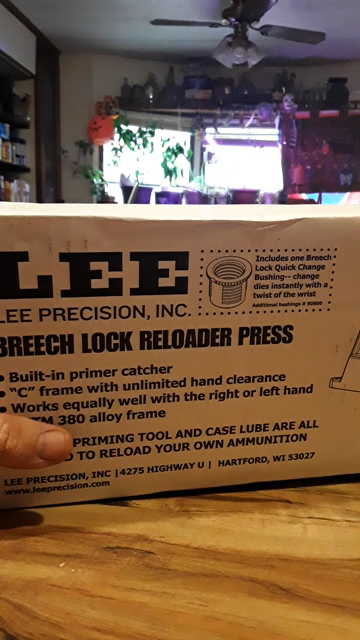 LEE
LEE PRECISION, INC.
Includes one Breech
Lock Quick Change
Bushing-- change
dies instantly with a
twist of the wrist
Additional bushings # 90600
BREECH LOCK RELOADER PRESS
• Built-in primer catcher
• "C" frame with unlimited hand clearance
• Works equally well with the right or left hand
380 alloy frame
PRIMING TOOL AND CASE LUBE ARE ALL
TO RELOAD YOUR OWN AMMUNITION
LEE PRECISION, INC | 4275 HIGHWAY U | HARTFORD, WI 53027
www.leeprecision.com